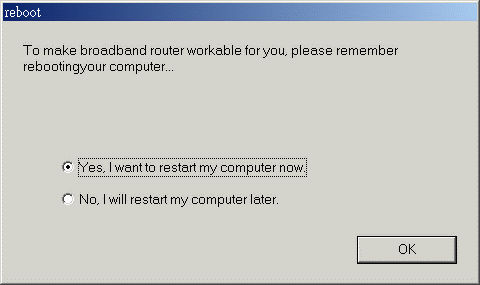 reboot
To make broadband router workable for you, please remember
rebootingyour computer...
Yes, I want to restart my computer now.
No, I will restart my computer later.
OK